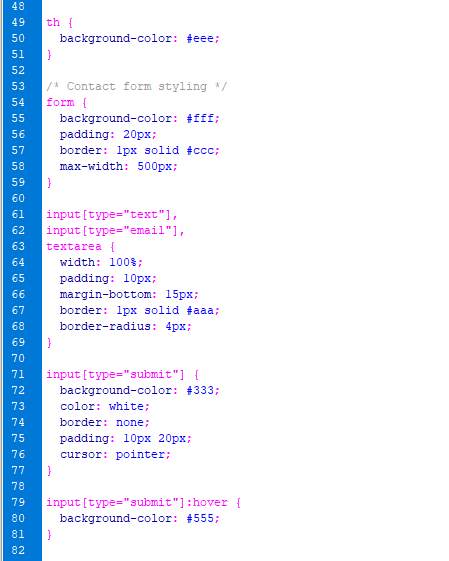 48
49 th {
50   background-color: #eee;
51 }
52
53 /* Contact form styling */
54 form {
55   background-color: #fff;
56   padding: 20px;
57   border: 1px solid #ccc;
58   max-width: 500px;
59 }
60
61 input[type="text"],
62 input[type="email"],
63 textarea {
64   width: 100%;
65   padding: 10px;
66   margin-bottom: 15px;
67   border: 1px solid #aaa;
68   border-radius: 4px;
69 }
70
71 input[type="submit"] {
72   background-color: #333;
73   color: white;
74   border: none;
75   padding: 10px 20px;
76   cursor: pointer;
77 }
78
79 input[type="submit"]:hover {
80   background-color: #555;
81 }
82